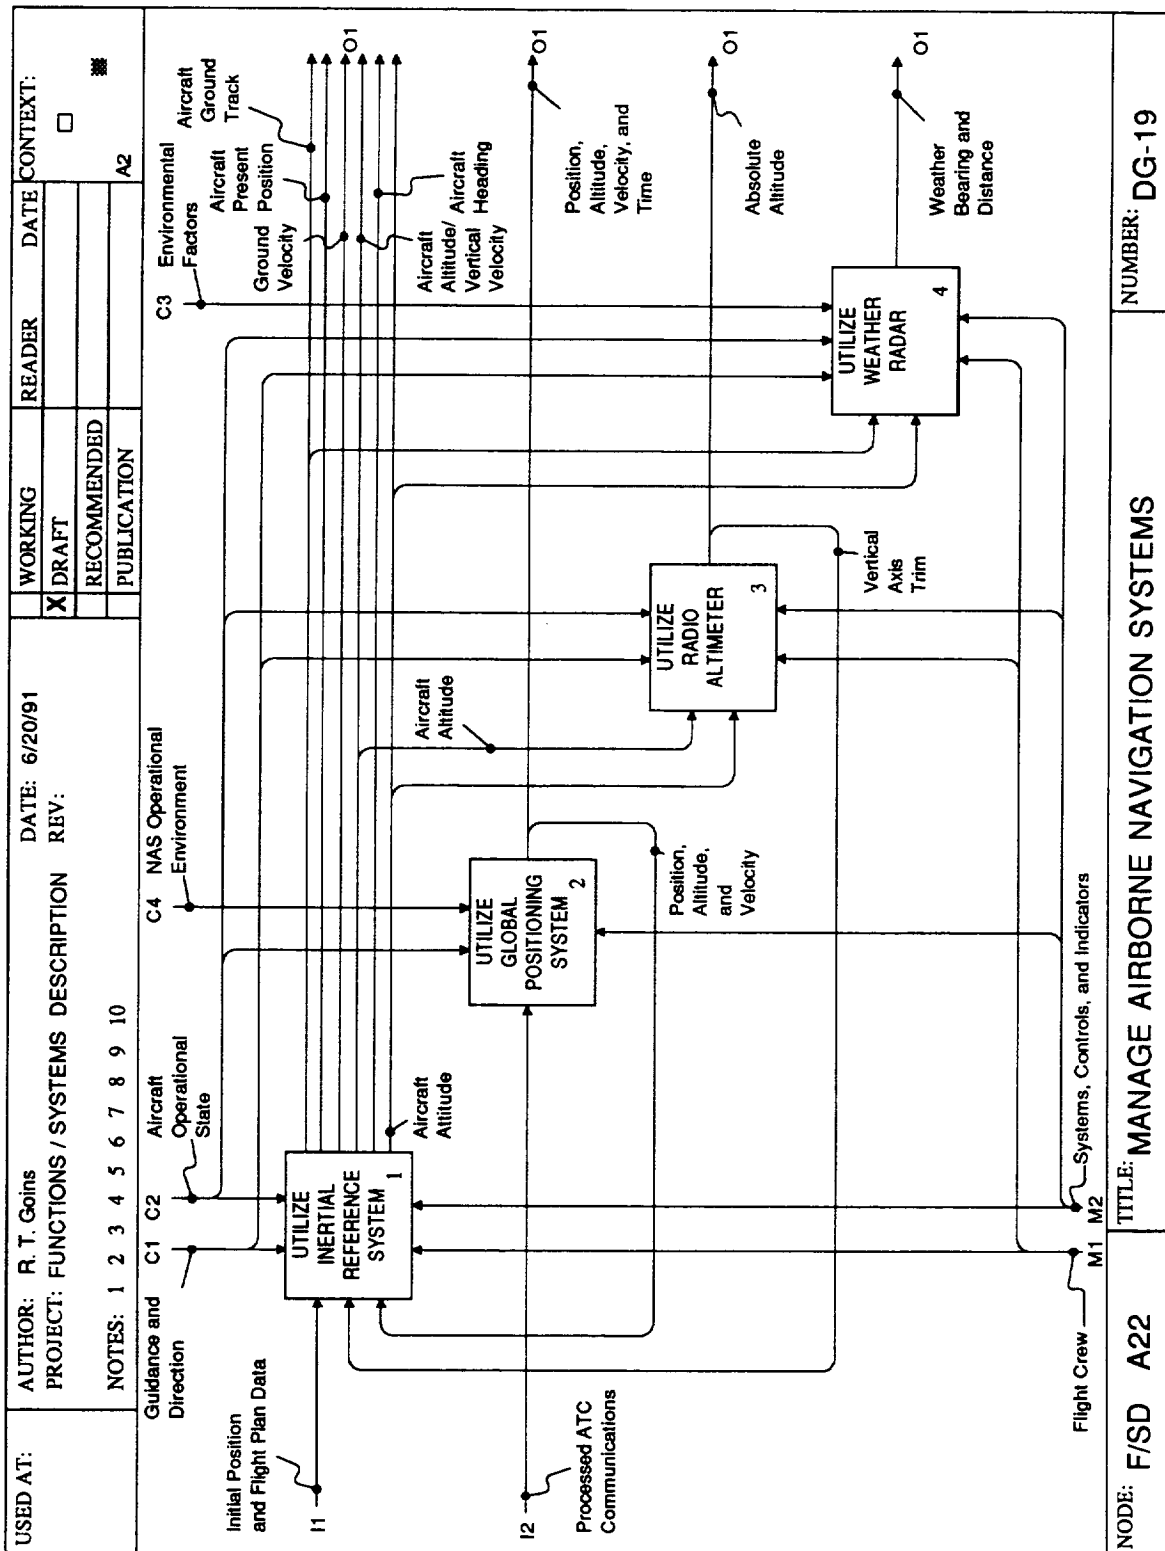 USED AT:
AUTHOR: R. T. Goins
DATE: 6/20/91
PROJECT: FUNCTIONS / SYSTEMS DESCRIPTION
REV:
NOTES: 1 2 3 4 5 6 7 8 9 10
WORKING
X DRAFT
RECOMMENDED
PUBLICATION
READER
DATE
CONTEXT:
A2
Guidance and
Direction
C1
C2
Aircraft
Operational
State
C4
NAS Operational
Environment
C3
Environmental
Factors
Aircraft
Ground
Track
Aircraft
Present
Position
Ground
Velocity
Aircraft
Altitude/
Vertical
Velocity
Aircraft
Heading
O1
Initial Position
and Flight Plan Data
I1
UTILIZE
INERTIAL
REFERENCE
SYSTEM
1
Aircraft
Attitude
I2
Processed ATC
Communications
UTILIZE
GLOBAL
POSITIONING
SYSTEM
2
Position,
Altitude,
and
Velocity
O1
Position,
Altitude,
Velocity, and
Time
Aircraft
Altitude
UTILIZE
RADIO
ALTIMETER
3
Vertical
Axis
Trim
O1
Absolute
Altitude
UTILIZE
WEATHER
RADAR
4
O1
Weather
Bearing and
Distance
Flight Crew
M1
M2
Systems, Controls, and Indicators
NODE: F/SD A22
TITLE: MANAGE AIRBORNE NAVIGATION SYSTEMS
NUMBER: DG-19